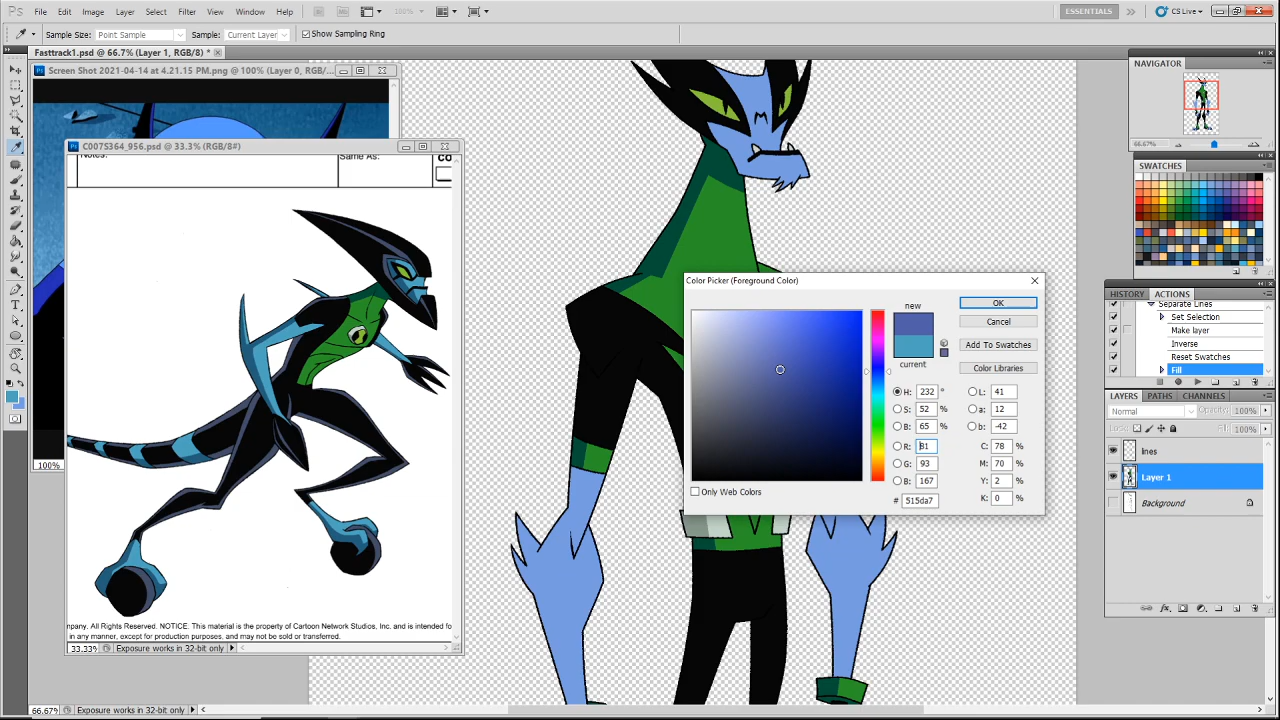 Ps File Edit Image Layer Select Filter View Window Help 100% ESSENTIALS CS Live
Sample Size: Point Sample Sample: Current Layer Show Sampling Ring
Fasttrack1.psd @ 66.7% (Layer 1, RGB/8) *
Screen Shot 2021-04-14 at 4.21.15 PM.png @ 100% (Layer 0, RGB/...
C007S364_956.psd @ 33.3% (RGB/8#)
Notes:
Same As:
mpany. All Rights Reserved. NOTICE. This material is the property of Cartoon Network Studios, Inc. and is intended fo
in any manner, except for production purposes, and may not be sold or transferred.
33.33% Exposure works in 32-bit only
100%
66.67% Exposure works in 32-bit only
Color Picker (Foreground Color)
new
current
OK
Cancel
Add To Swatches
Color Libraries
H: 232 °
S: 52 %
B: 65 %
R: 81
G: 93
B: 167
# 515da7
L: 41
a: 12
b: -42
C: 78 %
M: 70 %
Y: 2 %
K: 0 %
Only Web Colors
NAVIGATOR
66.67%
SWATCHES
HISTORY ACTIONS
Separate Lines
Set Selection
Make layer
Inverse
Reset Swatches
Fill
LAYERS PATHS CHANNELS
Normal Opacity: 100%
Lock: Fill: 100%
lines
Layer 1
Background